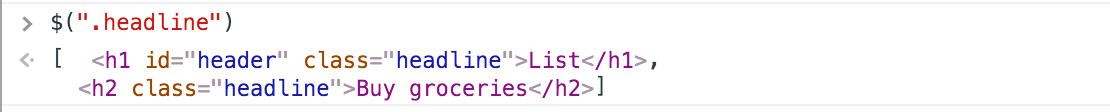 > $(".headline")
<· [  <h1 id="header" class="headline">List</h1>,
<h2 class="headline">Buy groceries</h2>]